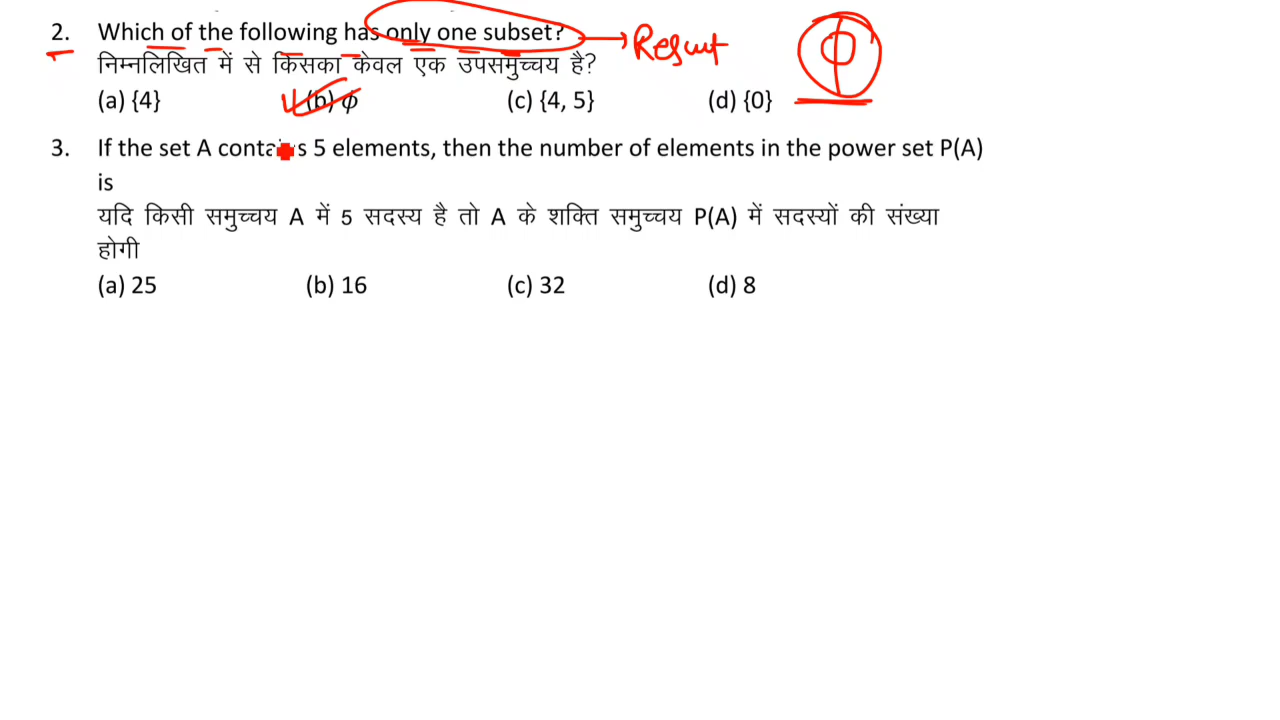 2. Which of the following has only one subset? → Result ϕ
निम्नलिखित में से किसका केवल एक उपसमुच्चय है?
(a) {4} (b) ϕ (c) {4, 5} (d) {0}
3. If the set A contains 5 elements, then the number of elements in the power set P(A)
is
यदि किसी समुच्चय A में 5 सदस्य है तो A के शक्ति समुच्चय P(A) में सदस्यों की संख्या
होगी
(a) 25 (b) 16 (c) 32 (d) 8